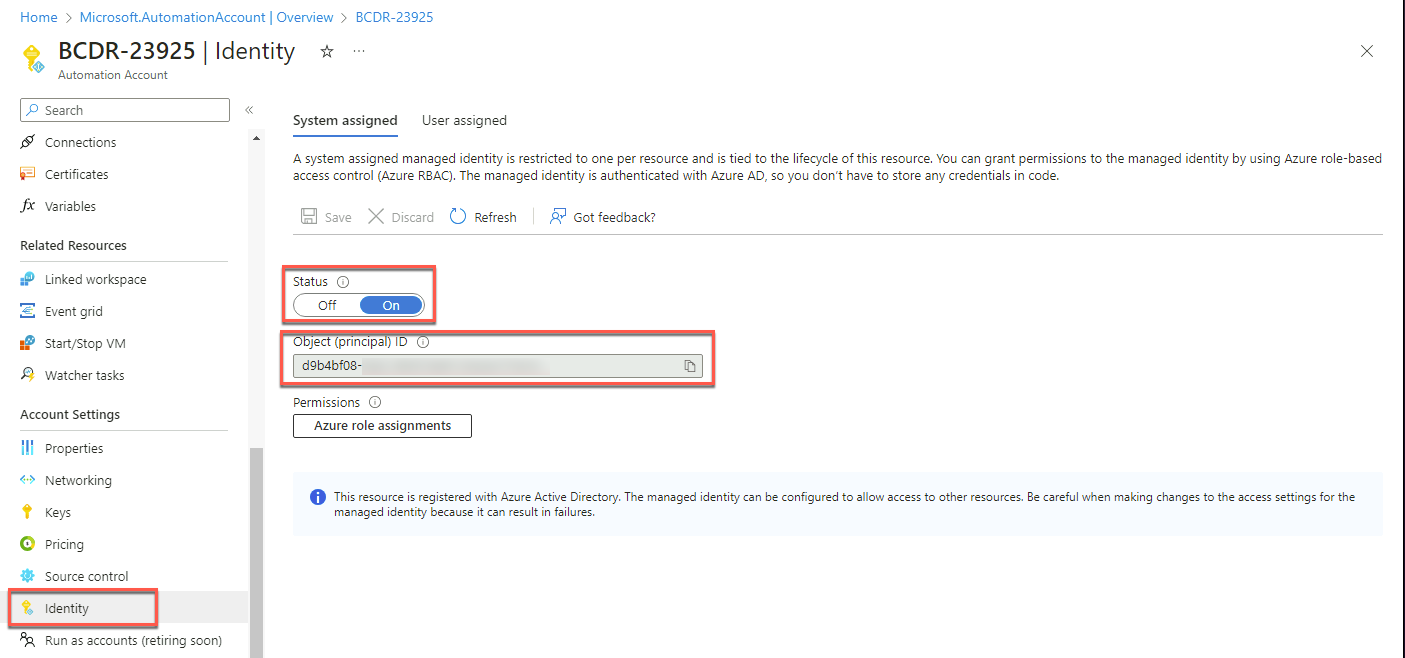 Home > Microsoft.AutomationAccount | Overview > BCDR-23925
BCDR-23925 | Identity ☆ ···
Automation Account
Search
Connections
Certificates
Variables
Related Resources
Linked workspace
Event grid
Start/Stop VM
Watcher tasks
Account Settings
Properties
Networking
Keys
Pricing
Source control
Identity
Run as accounts (retiring soon)
System assigned User assigned
A system assigned managed identity is restricted to one per resource and is tied to the lifecycle of this resource. You can grant permissions to the managed identity by using Azure role-based
access control (Azure RBAC). The managed identity is authenticated with Azure AD, so you don't have to store any credentials in code.
Save Discard Refresh Got feedback?
Status
Off On
Object (principal) ID
d9b4bf08-
Permissions
Azure role assignments
This resource is registered with Azure Active Directory. The managed identity can be configured to allow access to other resources. Be careful when making changes to the access settings for the
managed identity because it can result in failures.